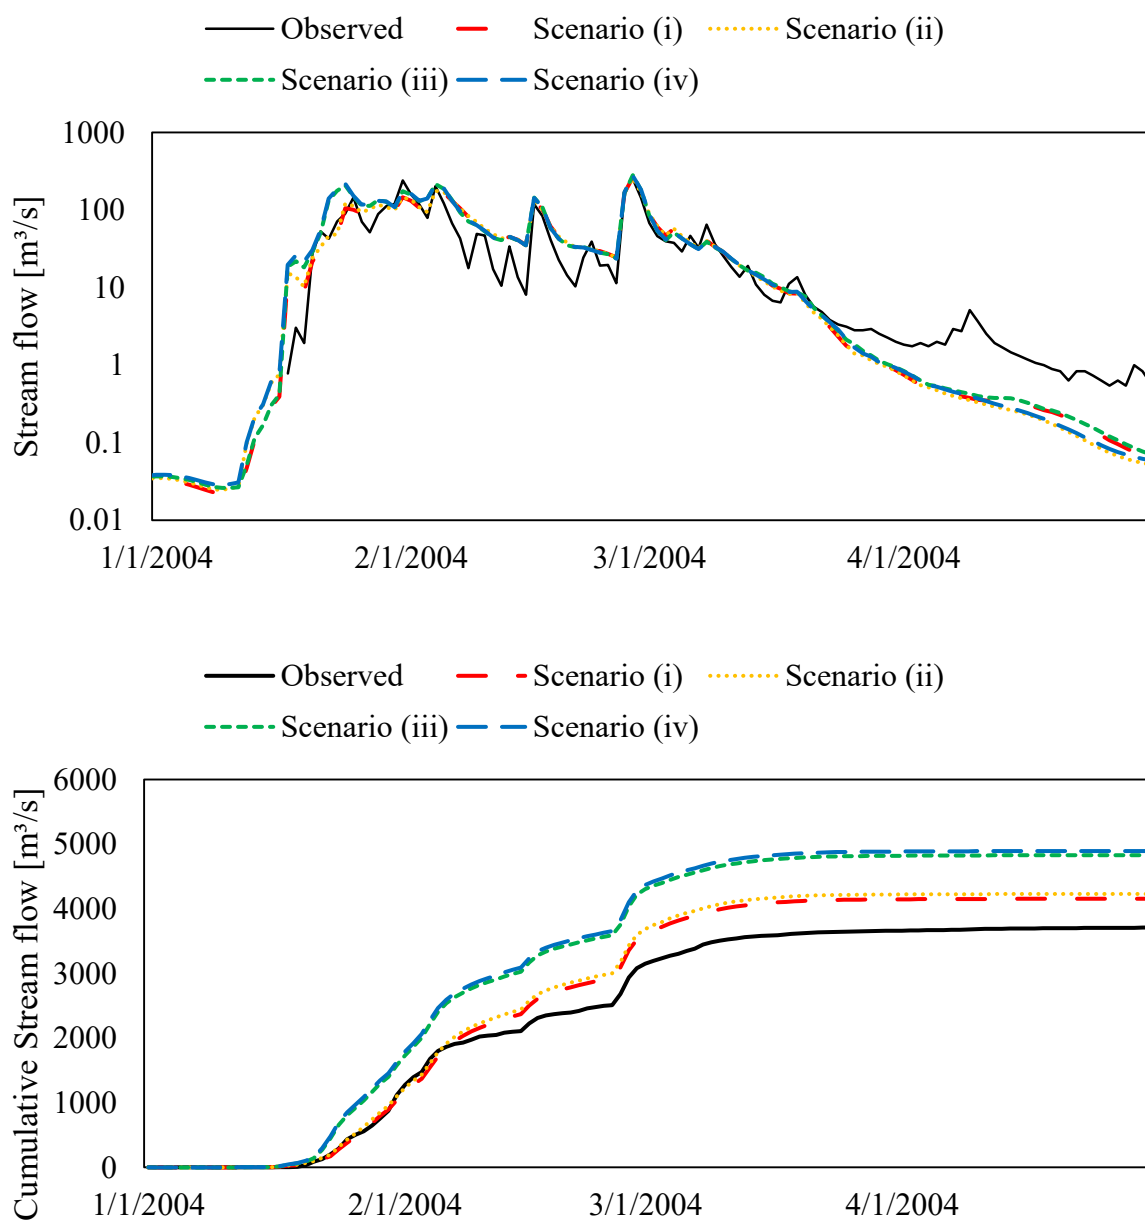 Observed Scenario (i) Scenario (ii)
Scenario (iii) Scenario (iv)
Stream flow [m³/s]
1000
100
10
1
0.1
0.01
1/1/2004 2/1/2004 3/1/2004 4/1/2004
Observed Scenario (i) Scenario (ii)
Scenario (iii) Scenario (iv)
Cumulative Stream flow [m³/s]
6000
5000
4000
3000
2000
1000
0
1/1/2004 2/1/2004 3/1/2004 4/1/2004